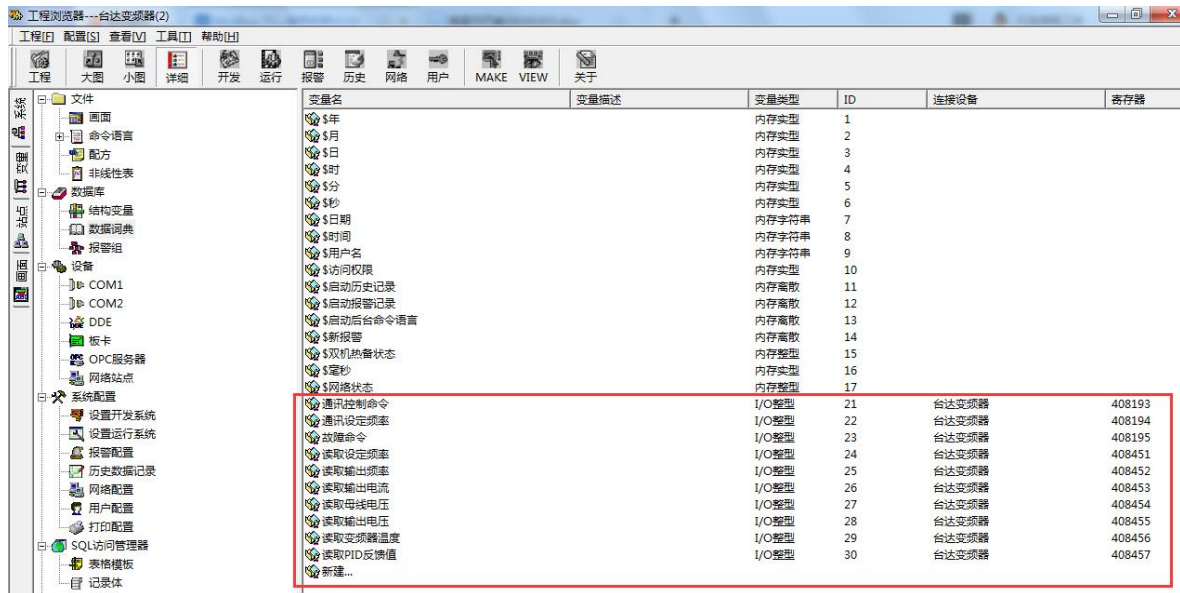 工程浏览器---台达变频器(2)
工程[F] 配置[S] 查看[V] 工具[T] 帮助[H]
工程 大图 小图 详细 开发 运行 报警 历史 网络 用户 MAKE VIEW 关于
系统
变量
站点
画面
文件
画面
命令语言
配方
非线性表
数据库
结构变量
数据词典
报警组
设备
COM1
COM2
DDE
板卡
OPC服务器
网络站点
系统配置
设置开发系统
设置运行系统
报警配置
历史数据记录
网络配置
用户配置
打印配置
SQL访问管理器
表格模板
记录体
变量名 变量描述 变量类型 ID 连接设备 寄存器
$年 内存实型 1
$月 内存实型 2
$日 内存实型 3
$时 内存实型 4
$分 内存实型 5
$秒 内存实型 6
$日期 内存字符串 7
$时间 内存字符串 8
$用户名 内存字符串 9
$访问权限 内存实型 10
$启动历史记录 内存离散 11
$启动报警记录 内存离散 12
$启动后台命令语言 内存离散 13
$新报警 内存离散 14
$双机热备状态 内存整型 15
$毫秒 内存实型 16
$网络状态 内存整型 17
通讯控制命令 I/O整型 21 台达变频器 408193
通讯设定频率 I/O整型 22 台达变频器 408194
故障命令 I/O整型 23 台达变频器 408195
读取设定频率 I/O整型 24 台达变频器 408451
读取输出频率 I/O整型 25 台达变频器 408452
读取输出电流 I/O整型 26 台达变频器 408453
读取母线电压 I/O整型 27 台达变频器 408454
读取输出电压 I/O整型 28 台达变频器 408455
读取变频器温度 I/O整型 29 台达变频器 408456
读取PID反馈值 I/O整型 30 台达变频器 408457
新建...